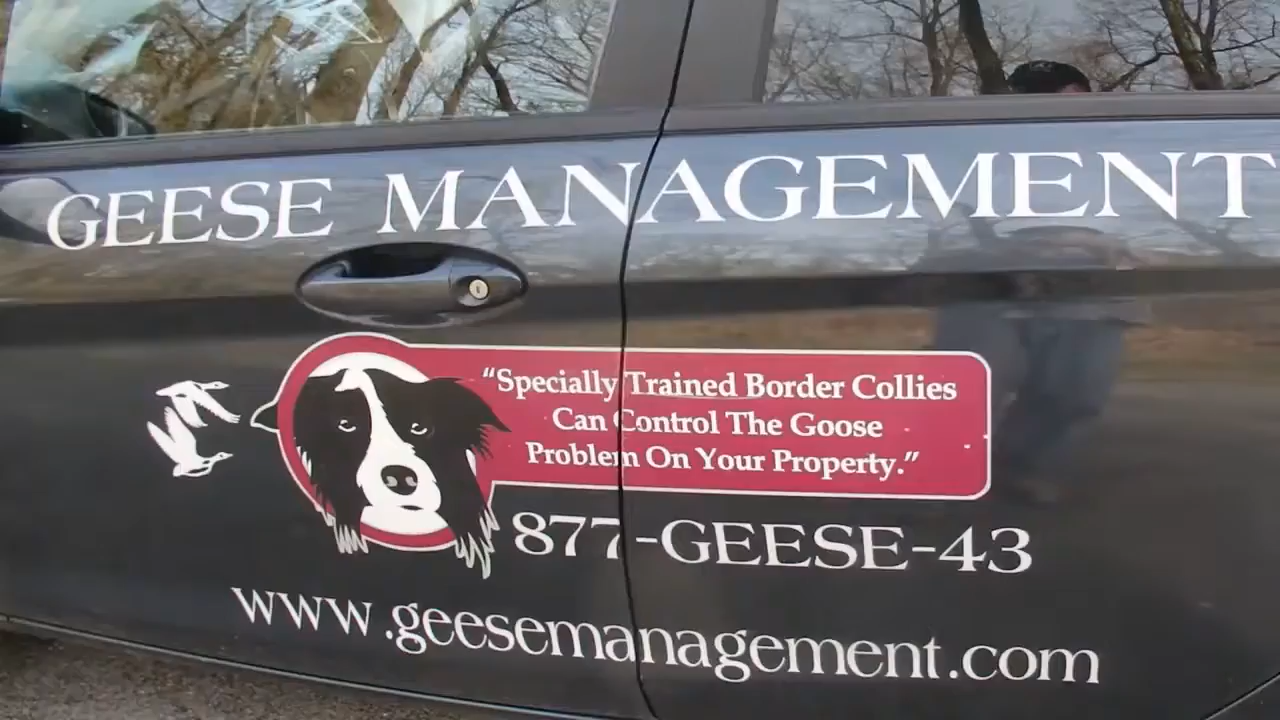 GEESE MANAGEMENT
“Specially Trained Border Collies
Can Control The Goose
Problem On Your Property.”
877-GEESE-43
www.geesemanagement.com